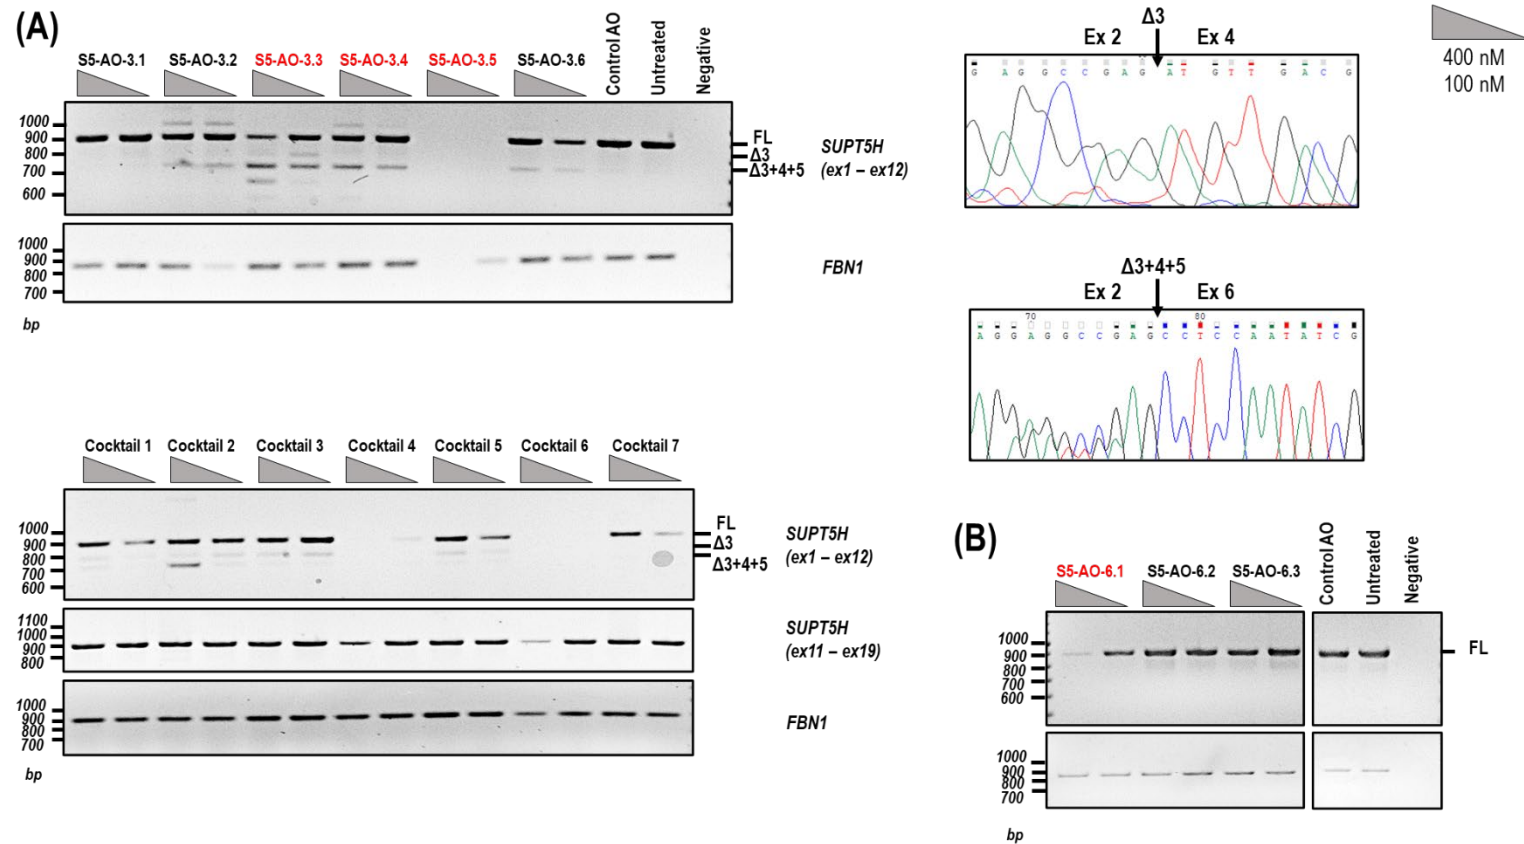 (A)
S5-AO-3.1 S5-AO-3.2 S5-AO-3.3 S5-AO-3.4 S5-AO-3.5 S5-AO-3.6 Control AO Untreated Negative
1000
900
800
700
600
FL
Δ3
Δ3+4+5
SUPT5H
(ex1 – ex12)
1000
900
800
700
FBN1
bp
Δ3
Ex 2 Ex 4
G A G G C C G A G A T G T T G A C G
400 nM
100 nM
Δ3+4+5
Ex 2 Ex 6
70 80
A G G A G G C C G A G C C T C C A A T A T C G
Cocktail 1 Cocktail 2 Cocktail 3 Cocktail 4 Cocktail 5 Cocktail 6 Cocktail 7
1000
900
800
700
600
FL
Δ3
Δ3+4+5
SUPT5H
(ex1 – ex12)
1100
1000
900
800
SUPT5H
(ex11 – ex19)
1000
900
800
700
FBN1
bp
(B)
S5-AO-6.1 S5-AO-6.2 S5-AO-6.3 Control AO Untreated Negative
1000
900
800
700
600
FL
1000
900
800
700
bp